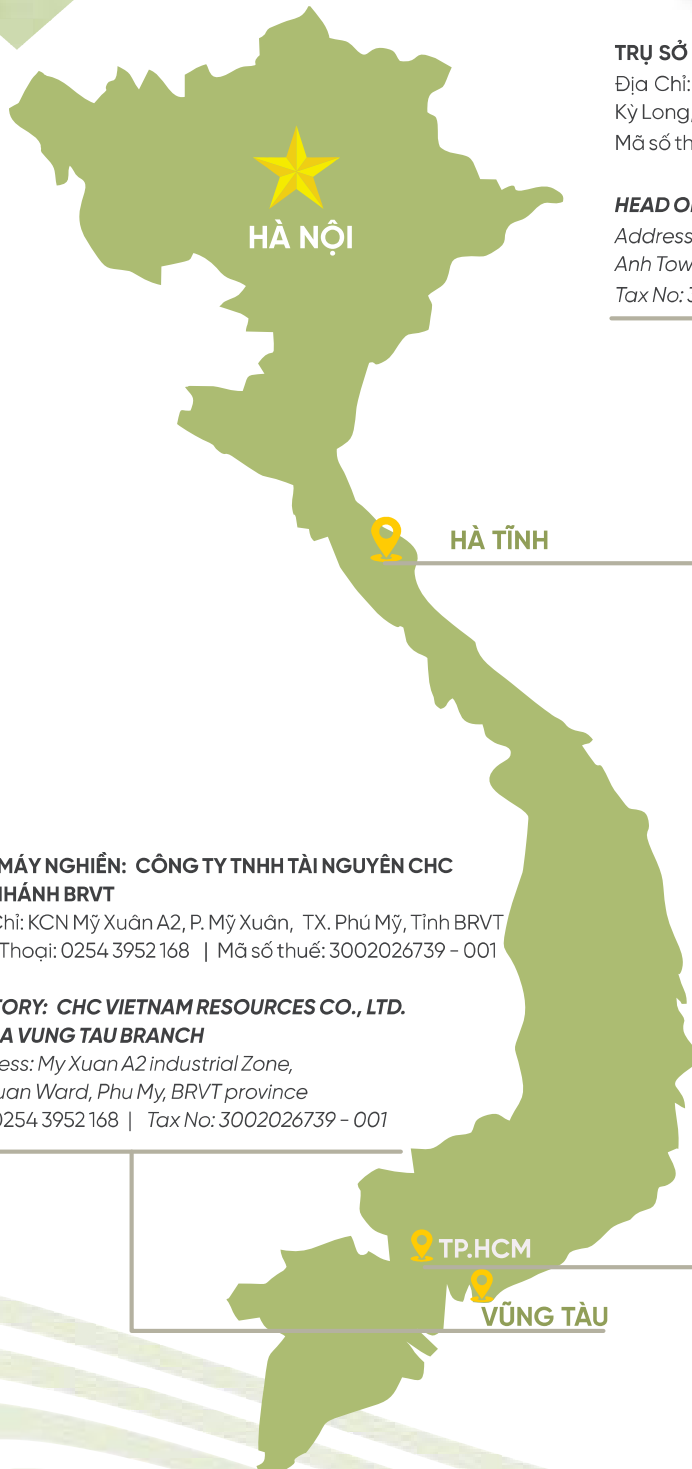 TRỤ SỞ
Địa Chỉ:
Kỳ Long,
Mã số th
HEAD O
Address
Anh Tow
Tax No: 3
HÀ NỘI
HÀ TĨNH
MÁY NGHIỀN: CÔNG TY TNHH TÀI NGUYÊN CHC
HÁNH BRVT
Chỉ: KCN Mỹ Xuân A2, P. Mỹ Xuân, TX. Phú Mỹ, Tỉnh BRVT
Thoại: 0254 3952 168 | Mã số thuế: 3002026739 - 001
TORY: CHC VIETNAM RESOURCES CO., LTD.
A VUNG TAU BRANCH
ess: My Xuan A2 industrial Zone,
uan Ward, Phu My, BRVT province
0254 3952 168 | Tax No: 3002026739 - 001
TP.HCM
VŨNG TÀU